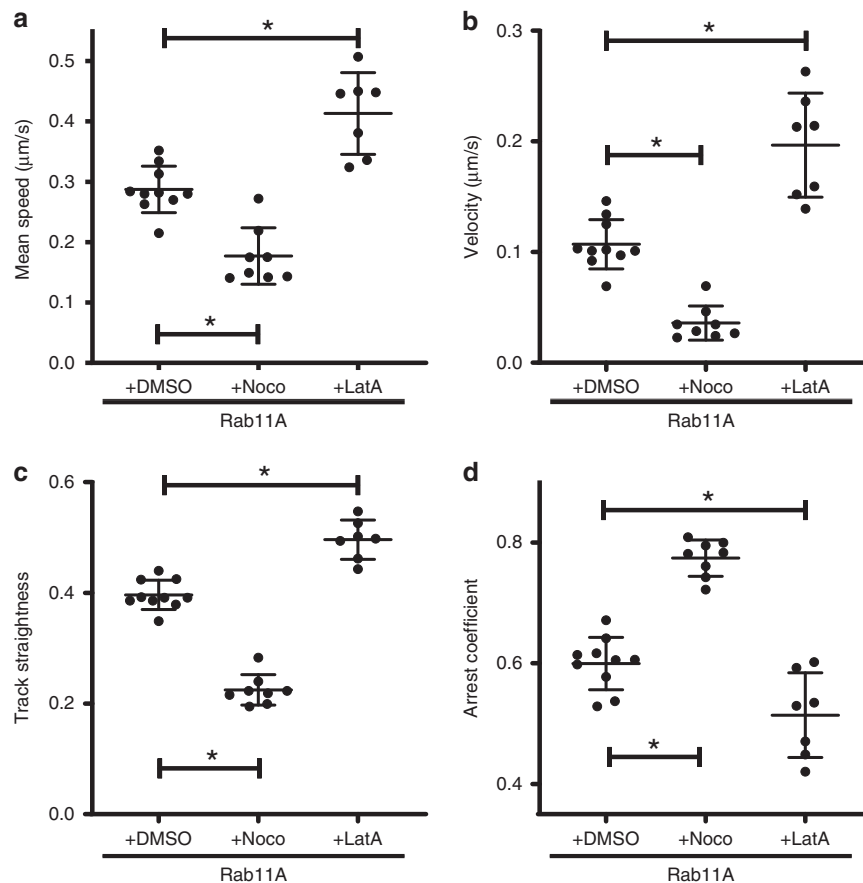 a
*
0.5
0.4
0.3
0.2
0.1
0.0
Mean speed (μm/s)
*
+DMSO +Noco +LatA
Rab11A
b
*
0.3
0.2
0.1
0.0
Velocity (μm/s)
*
+DMSO +Noco +LatA
Rab11A
c
*
0.6
0.4
0.2
0.0
Track straightness
*
+DMSO +Noco +LatA
Rab11A
d
*
0.8
0.6
0.4
Arrest coefficient
*
+DMSO +Noco +LatA
Rab11A